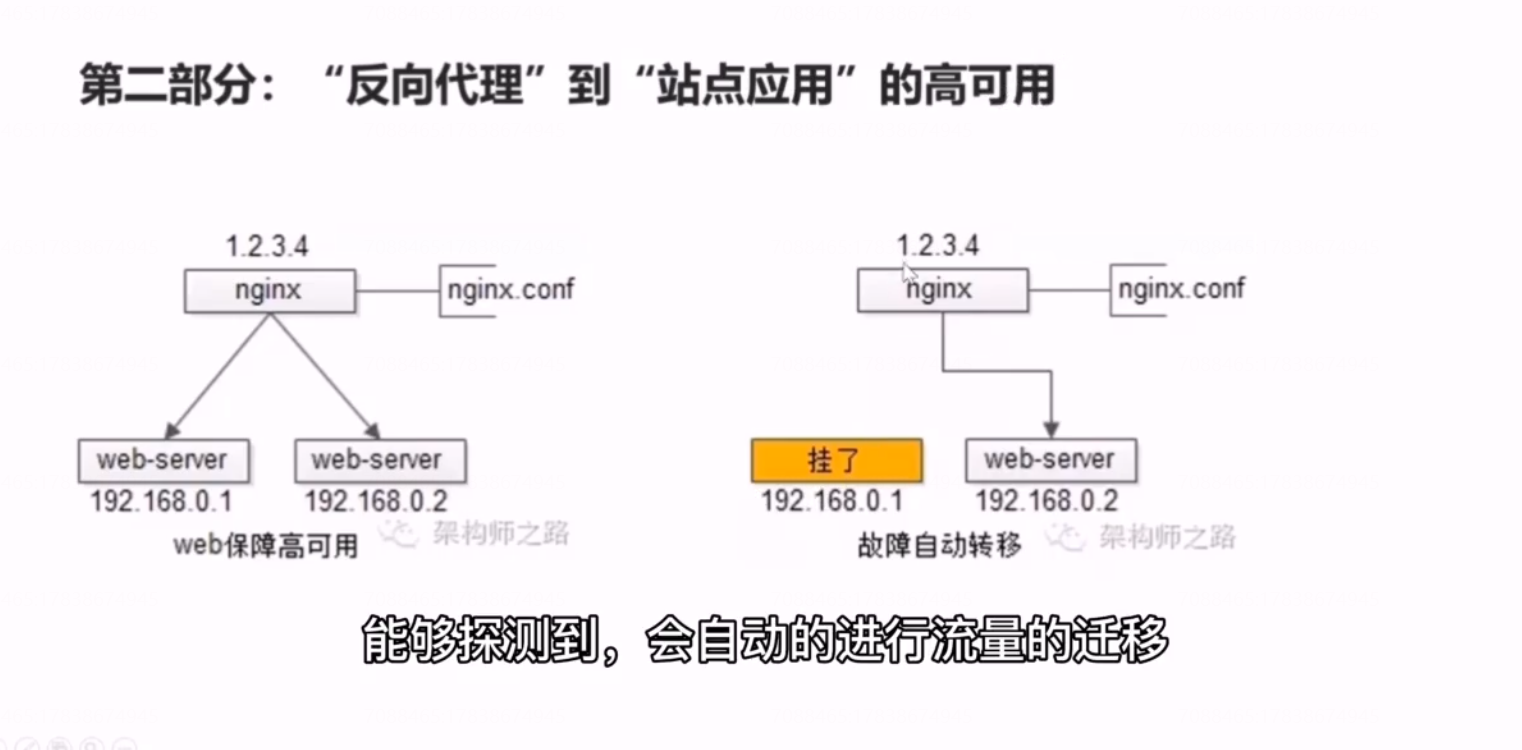 第二部分：“反向代理”到“站点应用”的高可用
1.2.3.4
nginx
nginx.conf
web-server
web-server
192.168.0.1
192.168.0.2
web保障高可用
架构师之路
1.2.3.4
nginx
nginx.conf
挂了
web-server
192.168.0.1
192.168.0.2
故障自动转移
架构师之路
能够探测到，会自动的进行流量的迁移